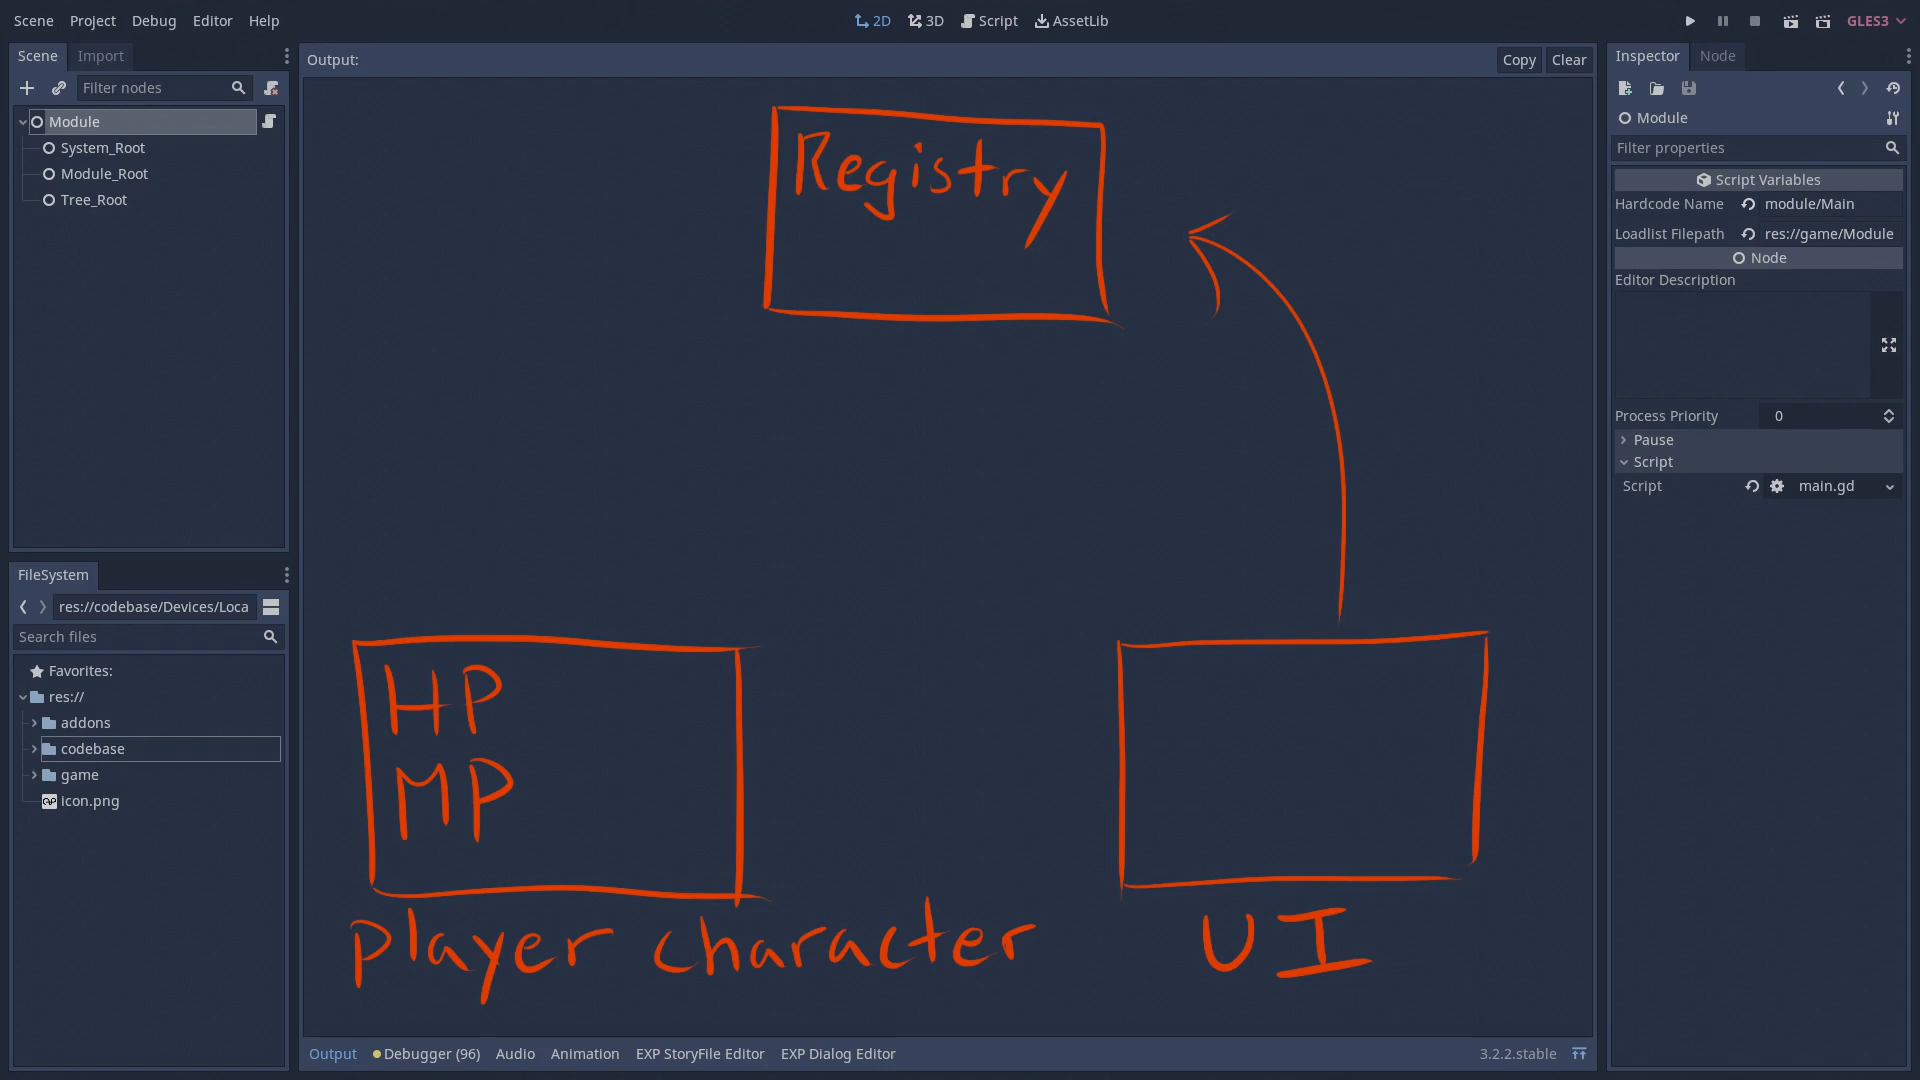 Scene Project Debug Editor Help
2D 3D Script AssetLib
GLES3
Scene Import
Filter nodes
Module
System_Root
Module_Root
Tree_Root
FileSystem
res://codebase/Devices/Loca
Search files
Favorites:
res://
addons
codebase
game
icon.png
Output:
Copy Clear
Registry
HP
MP
player character
UI
Output Debugger (96) Audio Animation EXP StoryFile Editor EXP Dialog Editor
3.2.2.stable
Inspector Node
Module
Filter properties
Script Variables
Hardcode Name module/Main
Loadlist Filepath res://game/Module
Node
Editor Description
Process Priority 0
Pause
Script
Script main.gd